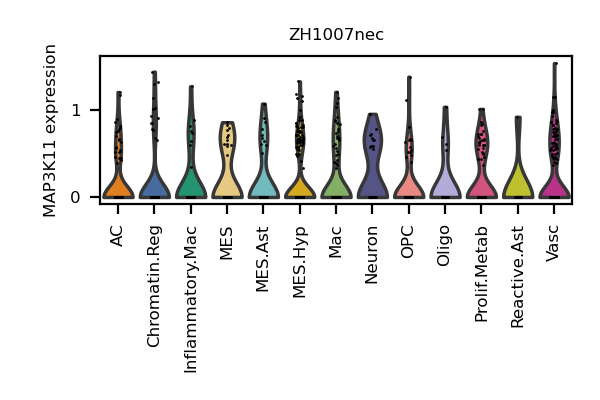 ZH1007nec
MAP3K11 expression
1
0
AC
Chromatin.Reg
Inflammatory.Mac
MES
MES.Ast
MES.Hyp
Mac
Neuron
OPC
Oligo
Prolif.Metab
Reactive.Ast
Vasc